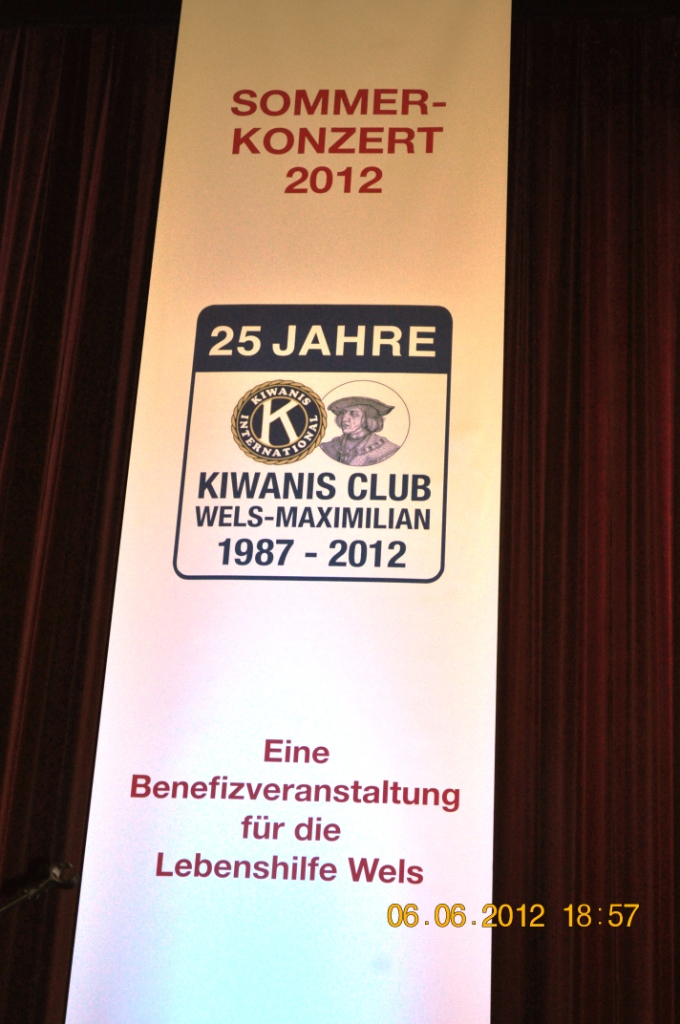 SOMMER-
KONZERT
2012
25 JAHRE
KIWANIS
INTERNATIONAL
K
KIWANIS CLUB
WELS-MAXIMILIAN
1987 - 2012
Eine
Benefizveranstaltung
für die
Lebenshilfe Wels
06.06.2012 18:57